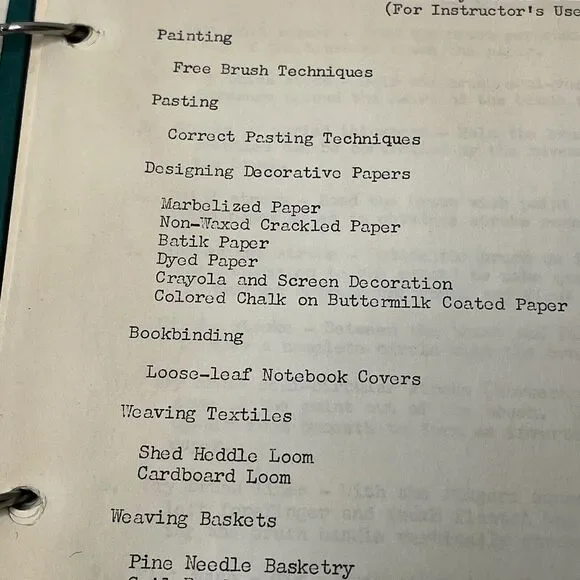 (For Instructor's Use
Painting
Free Brush Techniques
Pasting
Correct Pasting Techniques
Designing Decorative Papers
Marbelized Paper
Non-Waxed Crackled Paper
Batik Paper
Dyed Paper
Crayola and Screen Decoration
Colored Chalk on Buttermilk Coated Paper
Bookbinding
Loose-leaf Notebook Covers
Weaving Textiles
Shed Heddle Loom
Cardboard Loom
Weaving Baskets
Pine Needle Basketry